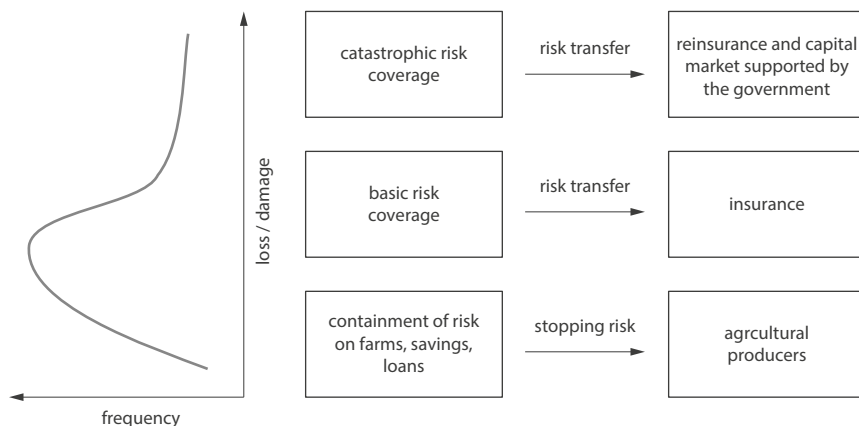 catastrophic risk
coverage
risk transfer
reinsurance and capital
market supported by
the government
loss / damage
basic risk
coverage
risk transfer
insurance
containment of risk
on farms, savings,
loans
stopping risk
agrcultural
producers
frequency